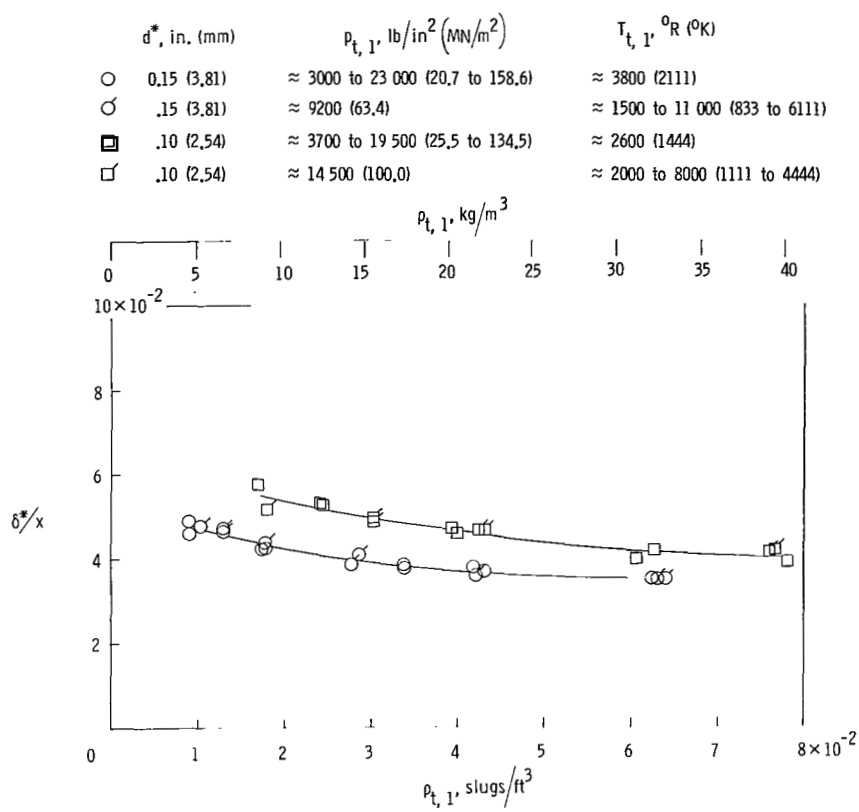 d*, in. (mm) p_t, 1, lb/in² (MN/m²) T_t, 1, °R (°K)
0.15 (3.81) ≈ 3000 to 23 000 (20.7 to 158.6) ≈ 3800 (2111)
.15 (3.81) ≈ 9200 (63.4) ≈ 1500 to 11 000 (833 to 6111)
.10 (2.54) ≈ 3700 to 19 500 (25.5 to 134.5) ≈ 2600 (1444)
.10 (2.54) ≈ 14 500 (100.0) ≈ 2000 to 8000 (1111 to 4444)
ρ_t, 1, kg/m³
0 5 10 15 20 25 30 35 40
10 × 10⁻²
8
6
δ*/x
4
2
0 1 2 3 4 5 6 7 8 × 10⁻²
ρ_t, 1, slugs/ft³